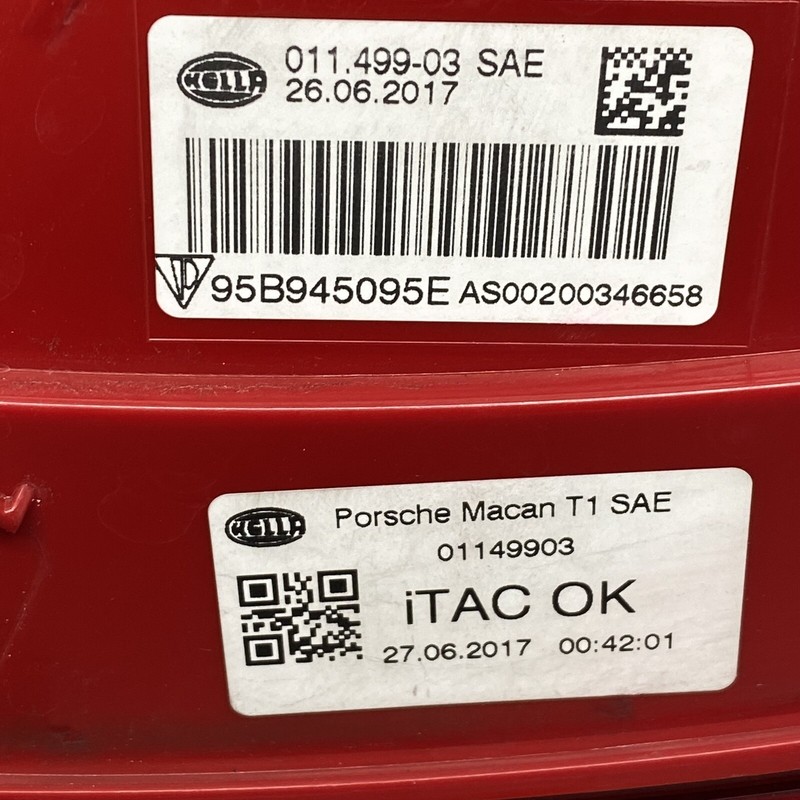 HELLA
011.499-03 SAE
26.06.2017
95B945095E AS00200346658
HELLA
Porsche Macan T1 SAE
01149903
iTAC OK
27.06.2017 00:42:01